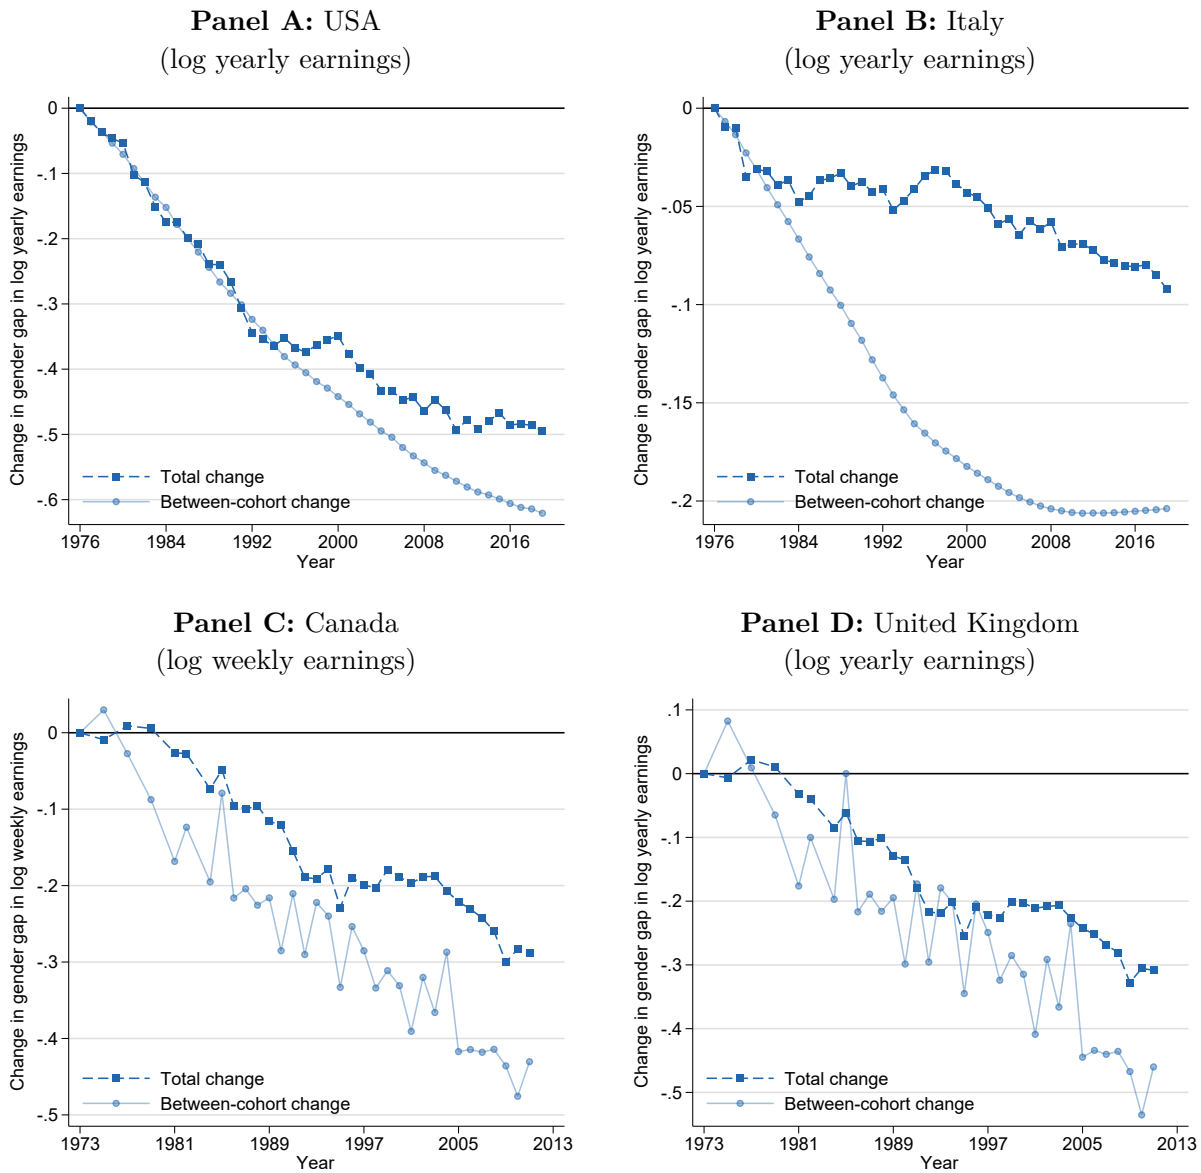 Panel A: USA
(log yearly earnings)
Change in gender gap in log yearly earnings
0
-.1
-.2
-.3
-.4
-.5
-.6
Total change
Between-cohort change
1976 1984 1992 2000 2008 2016
Year
Panel B: Italy
(log yearly earnings)
Change in gender gap in log yearly earnings
0
-.05
-.1
-.15
-.2
Total change
Between-cohort change
1976 1984 1992 2000 2008 2016
Year
Panel C: Canada
(log weekly earnings)
Change in gender gap in log weekly earnings
0
-.1
-.2
-.3
-.4
-.5
Total change
Between-cohort change
1973 1981 1989 1997 2005 2013
Year
Panel D: United Kingdom
(log yearly earnings)
Change in gender gap in log yearly earnings
.1
0
-.1
-.2
-.3
-.4
-.5
Total change
Between-cohort change
1973 1981 1989 1997 2005 2013
Year